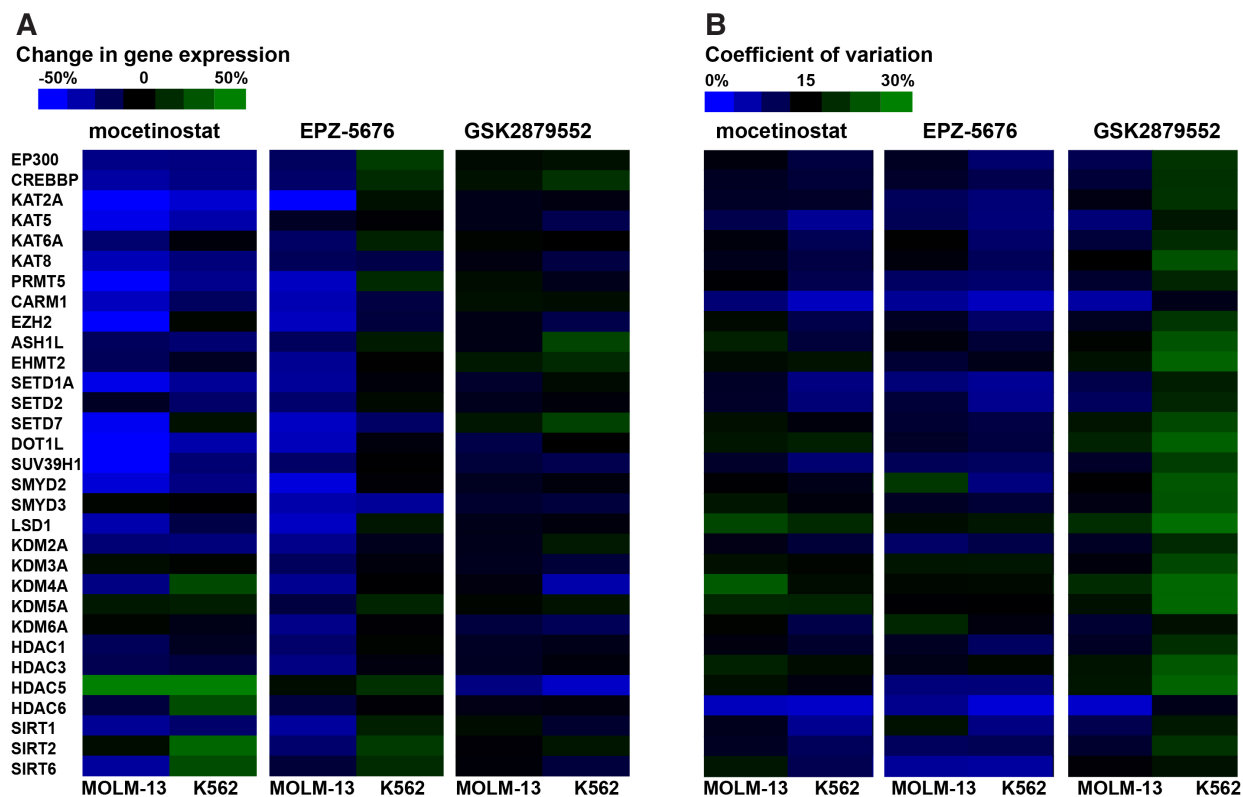 A
B
Change in gene expression
Coefficient of variation
-50% 0 50%
0% 15 30%
mocetinostat EPZ-5676 GSK2879552
mocetinostat EPZ-5676 GSK2879552
EP300
CREBBP
KAT2A
KAT5
KAT6A
KAT8
PRMT5
CARM1
EZH2
ASH1L
EHMT2
SETD1A
SETD2
SETD7
DOT1L
SUV39H1
SMYD2
SMYD3
LSD1
KDM2A
KDM3A
KDM4A
KDM5A
KDM6A
HDAC1
HDAC3
HDAC5
HDAC6
SIRT1
SIRT2
SIRT6
MOLM-13 K562 MOLM-13 K562 MOLM-13 K562
MOLM-13 K562 MOLM-13 K562 MOLM-13 K562